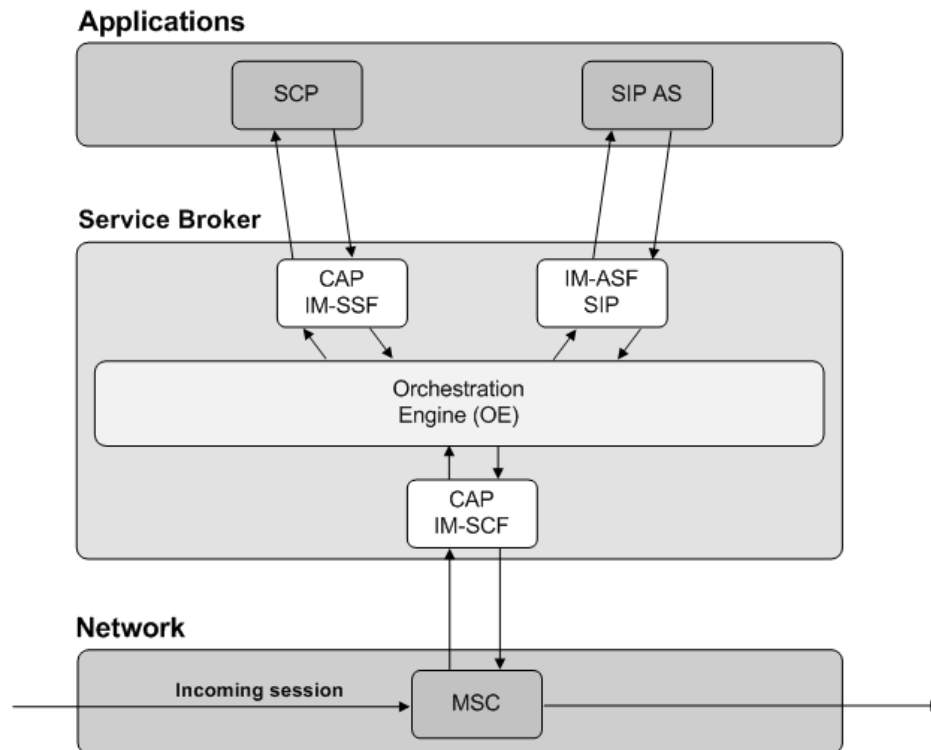 Applications
SCP
SIP AS
Service Broker
CAP
IM-SSF
IM-ASF
SIP
Orchestration
Engine (OE)
CAP
IM-SCF
Network
Incoming session
MSC